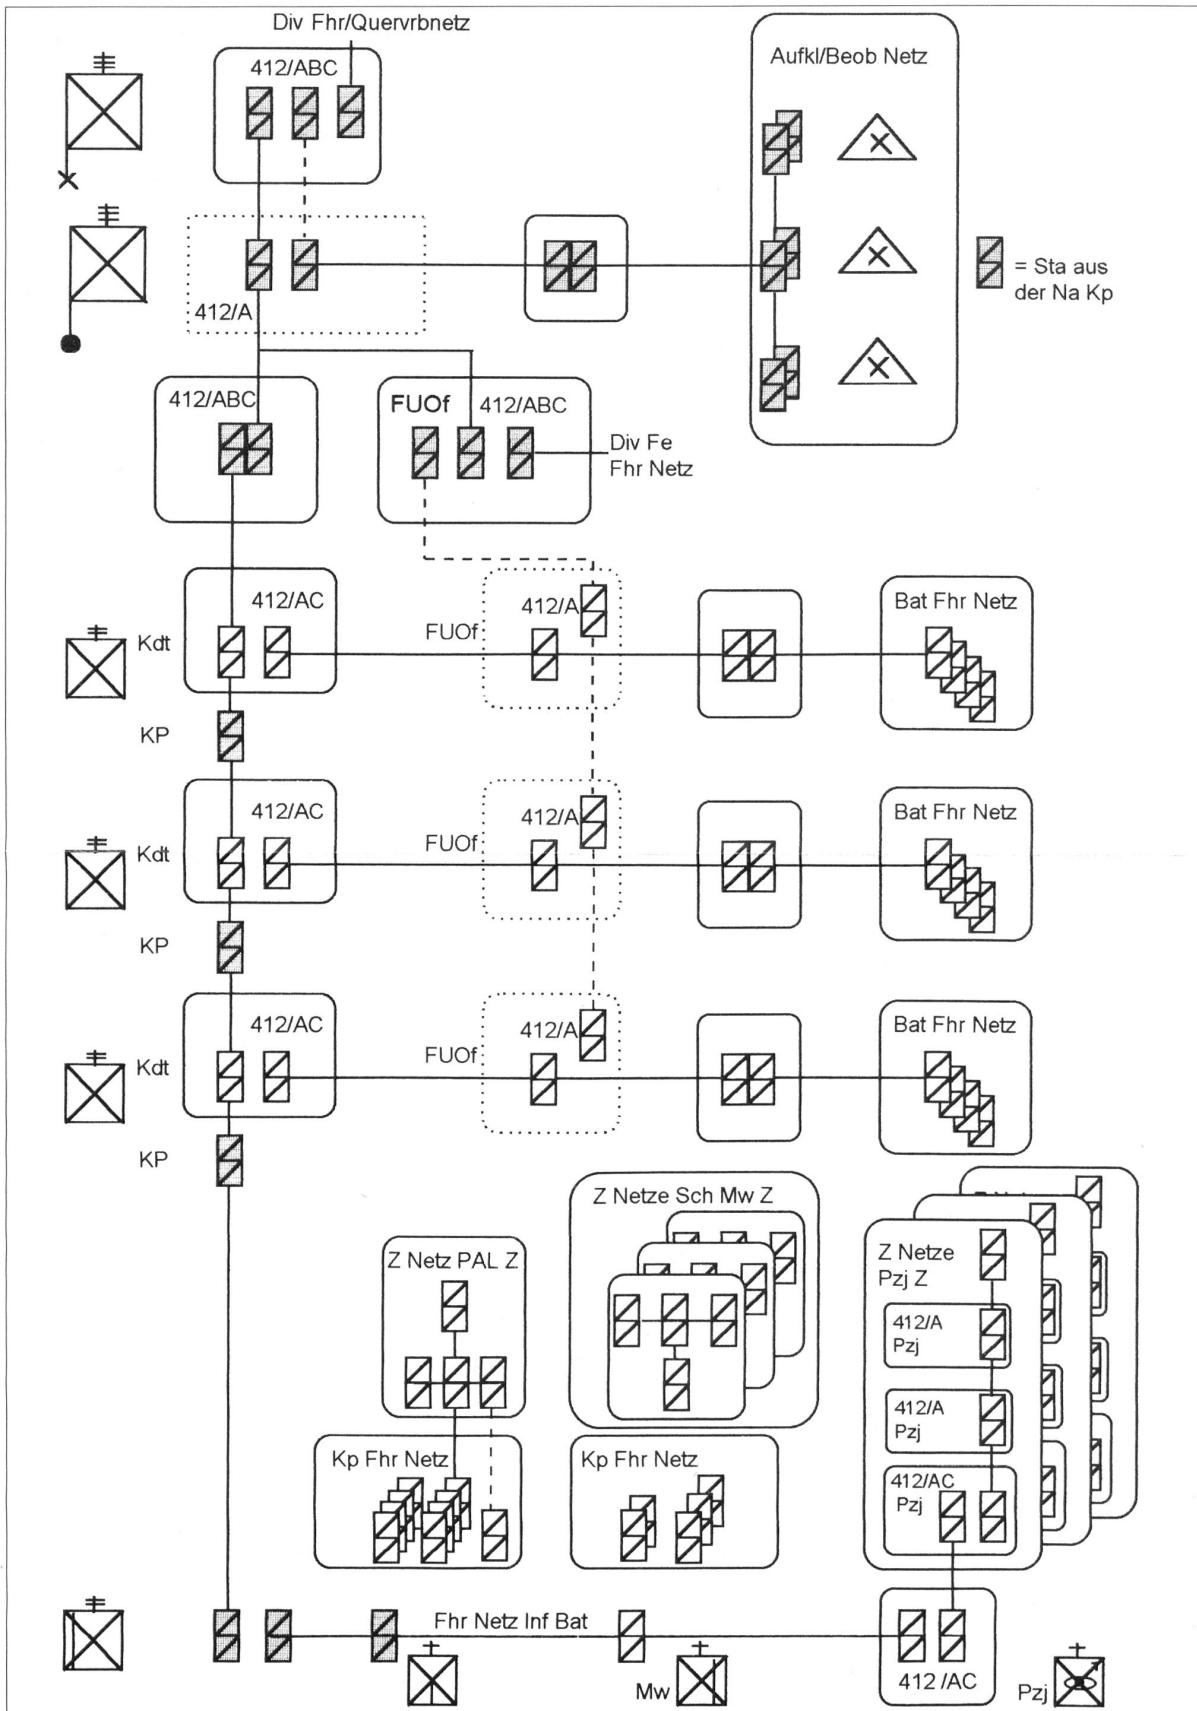 Div Fhr/Quervrbnetz
412/ABC
Aufkl/Beob Netz
412/A
= Sta aus
der Na Kp
412/ABC
FUOf
412/ABC
Div Fe
Fhr Netz
412/AC
Kdt
FUOf
412/A
Bat Fhr Netz
KP
412/AC
Kdt
FUOf
412/A
Bat Fhr Netz
KP
412/AC
Kdt
FUOf
412/A
Bat Fhr Netz
KP
Z Netz PAL Z
Z Netze Sch Mw Z
Z Netze
Pzj Z
412/A
Pzj
412/A
Pzj
412/AC
Pzj
Kp Fhr Netz
Kp Fhr Netz
Fhr Netz Inf Bat
Mw
412 /AC
Pzj